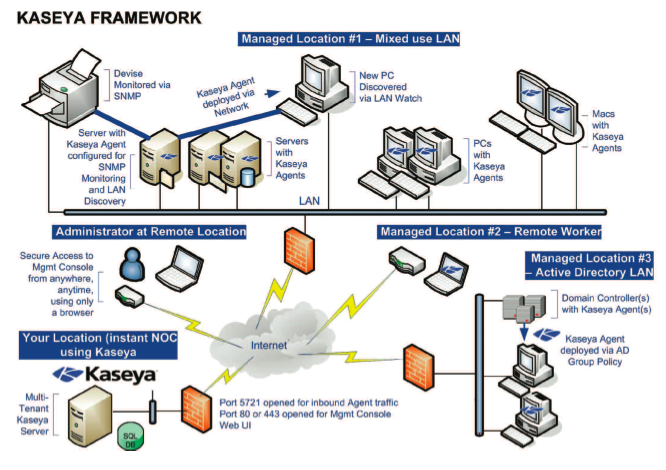 KASEYA FRAMEWORK
Managed Location #1 – Mixed use LAN
Devise
Monitored via
SNMP
Kaseya Agent
deployed via
Network
New PC
Discovered
via LAN Watch
Server with
Kaseya Agent
configured for
SNMP
Monitoring
and LAN
Discovery
Servers
with
Kaseya
Agents
PCs
with
Kaseya
Agents
Macs
with
Kaseya
Agents
LAN
Administrator at Remote Location
Secure Access to
Mgmt Console
from anywhere,
anytime,
using only
a browser
Managed Location #2 – Remote Worker
Managed Location #3
– Active Directory LAN
Domain Controller(s)
with Kaseya Agent(s)
Kaseya Agent
deployed via AD
Group Policy
Internet
Your Location (instant NOC
using Kaseya
Kaseya
Multi-
Tenant
Kaseya
Server
SQL
DB
Port 5721 opened for inbound Agent traffic
Port 80 or 443 opened for Mgmt Console
Web UI